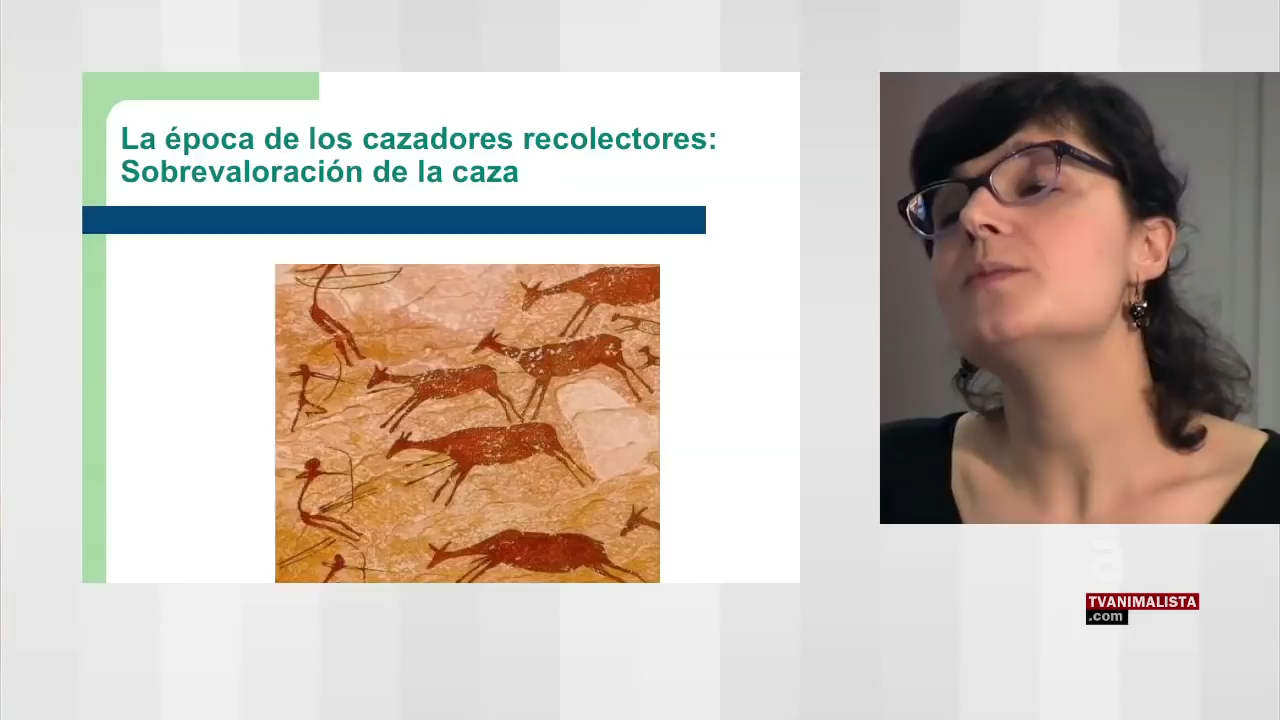 La época de los cazadores recolectores:
Sobrevaloración de la caza
a
TVANIMALISTA
.com